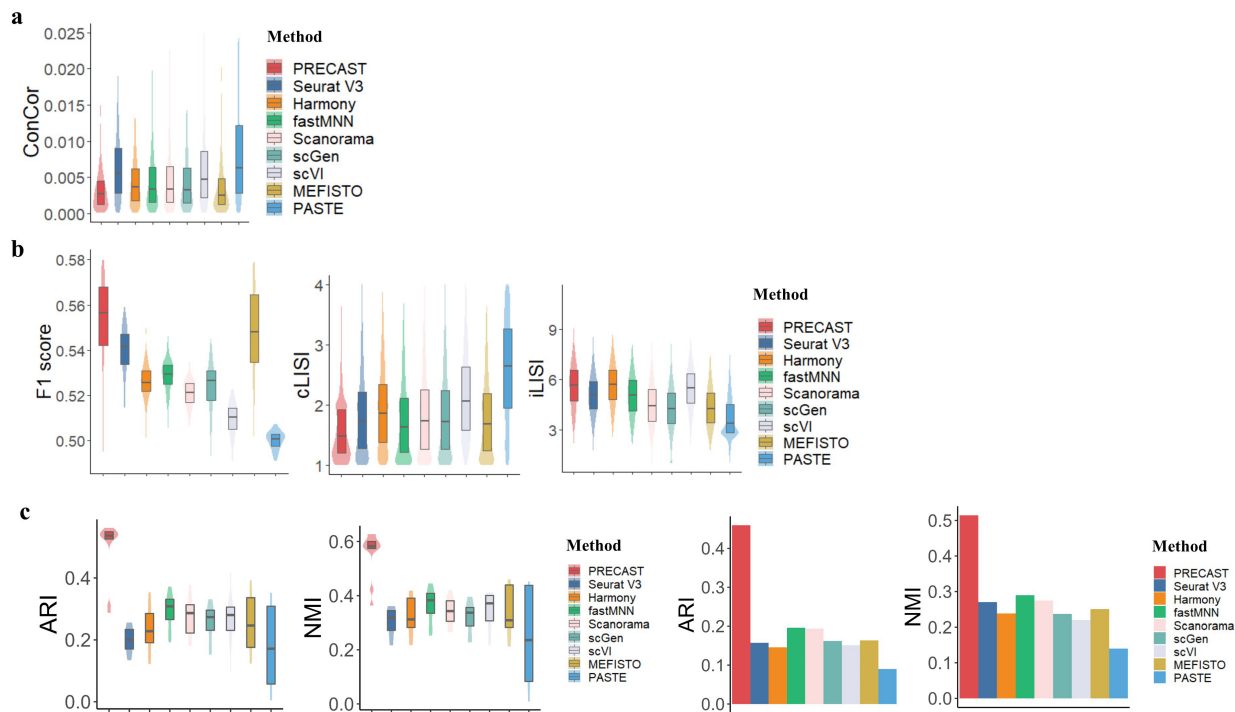 a
ConCor
0.025
0.020
0.015
0.010
0.005
0.000
Method
PRECAST
Seurat V3
Harmony
fastMNN
Scanorama
scGen
scVI
MEFISTO
PASTE
b
F1 score
0.58
0.56
0.54
0.52
0.50
cLISI
4
3
2
1
iLISI
9
6
3
Method
PRECAST
Seurat V3
Harmony
fastMNN
Scanorama
scGen
scVI
MEFISTO
PASTE
c
ARI
0.4
0.2
0.0
NMI
0.6
0.4
0.2
0.0
Method
PRECAST
Seurat V3
Harmony
fastMNN
Scanorama
scGen
scVI
MEFISTO
PASTE
ARI
0.4
0.3
0.2
0.1
0.0
NMI
0.5
0.4
0.3
0.2
0.1
0.0
Method
PRECAST
Seurat V3
Harmony
fastMNN
Scanorama
scGen
scVI
MEFISTO
PASTE